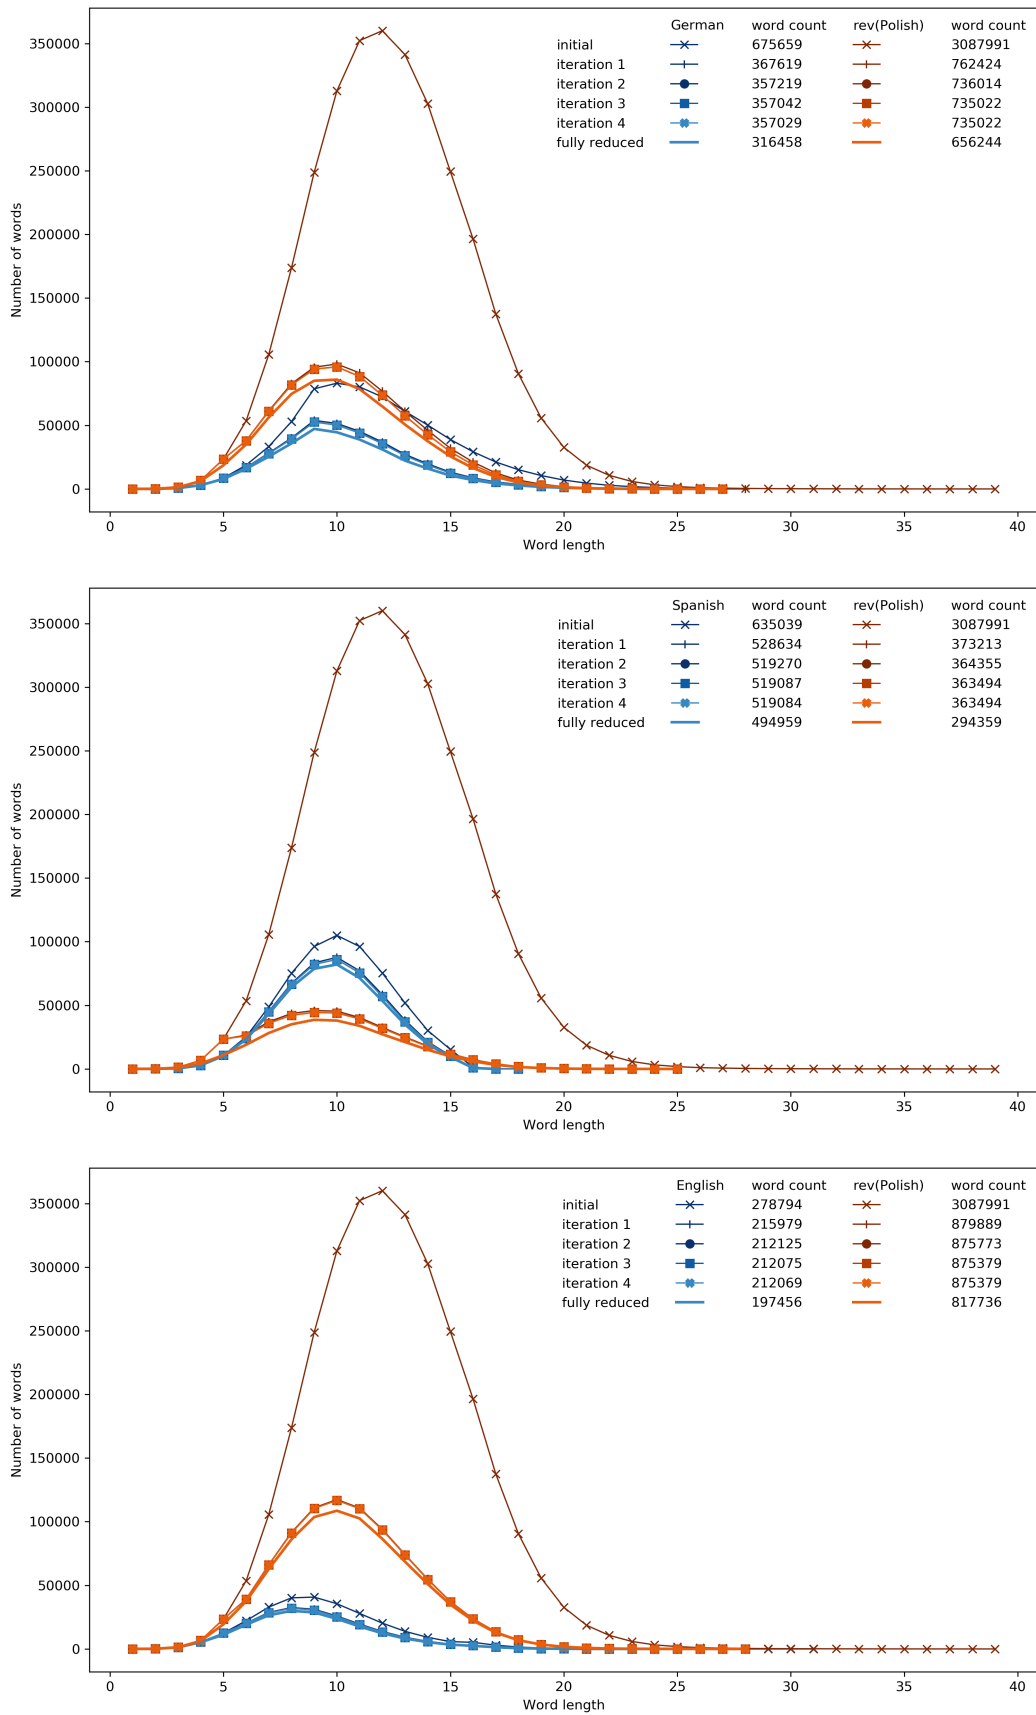 German word count rev(Polish) word count
initial 675659 3087991
iteration 1 367619 762424
iteration 2 357219 736014
iteration 3 357042 735022
iteration 4 357029 735022
fully reduced 316458 656244
350000
300000
250000
200000
150000
100000
50000
0
Number of words
0 5 10 15 20 25 30 35 40
Word length
Spanish word count rev(Polish) word count
initial 635039 3087991
iteration 1 528634 373213
iteration 2 519270 364355
iteration 3 519087 363494
iteration 4 519084 363494
fully reduced 494959 294359
350000
300000
250000
200000
150000
100000
50000
0
Number of words
0 5 10 15 20 25 30 35 40
Word length
English word count rev(Polish) word count
initial 278794 3087991
iteration 1 215979 879889
iteration 2 212125 875773
iteration 3 212075 875379
iteration 4 212069 875379
fully reduced 197456 817736
350000
300000
250000
200000
150000
100000
50000
0
Number of words
0 5 10 15 20 25 30 35 40
Word length